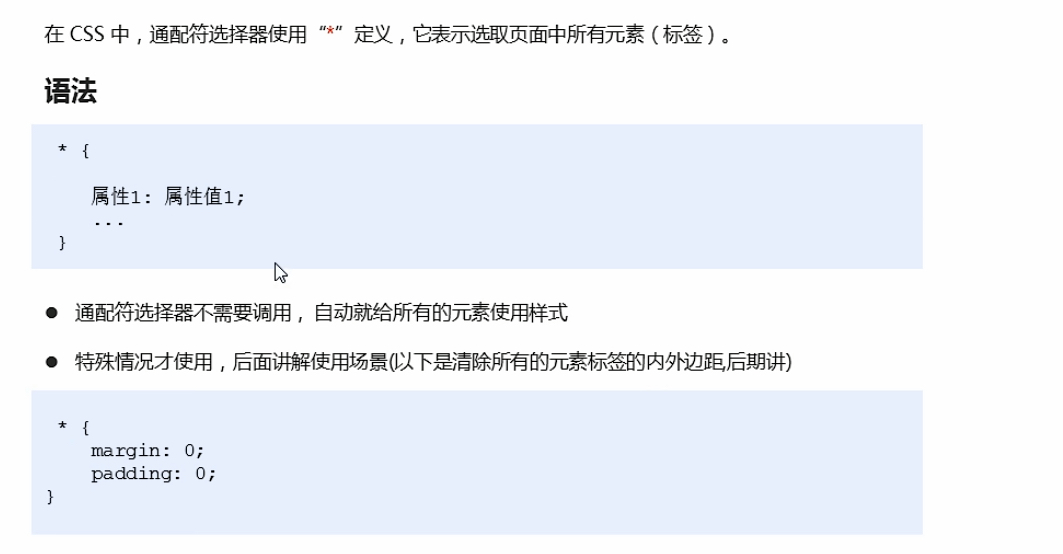 在 CSS 中，通配符选择器使用“*”定义，它表示选取页面中所有元素（标签）。
语法
* {
属性1: 属性值1;
...
}
● 通配符选择器不需要调用，自动就给所有的元素使用样式
● 特殊情况才使用，后面讲解使用场景(以下是清除所有的元素标签的内外边距,后期讲)
* {
margin: 0;
padding: 0;
}